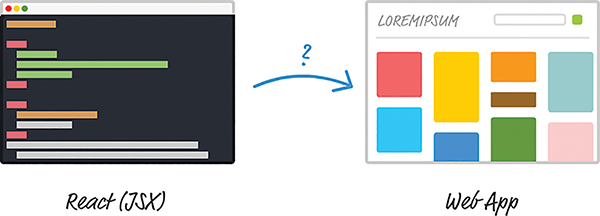 ?
LOREMIPSUM
React (JSX)
Web App